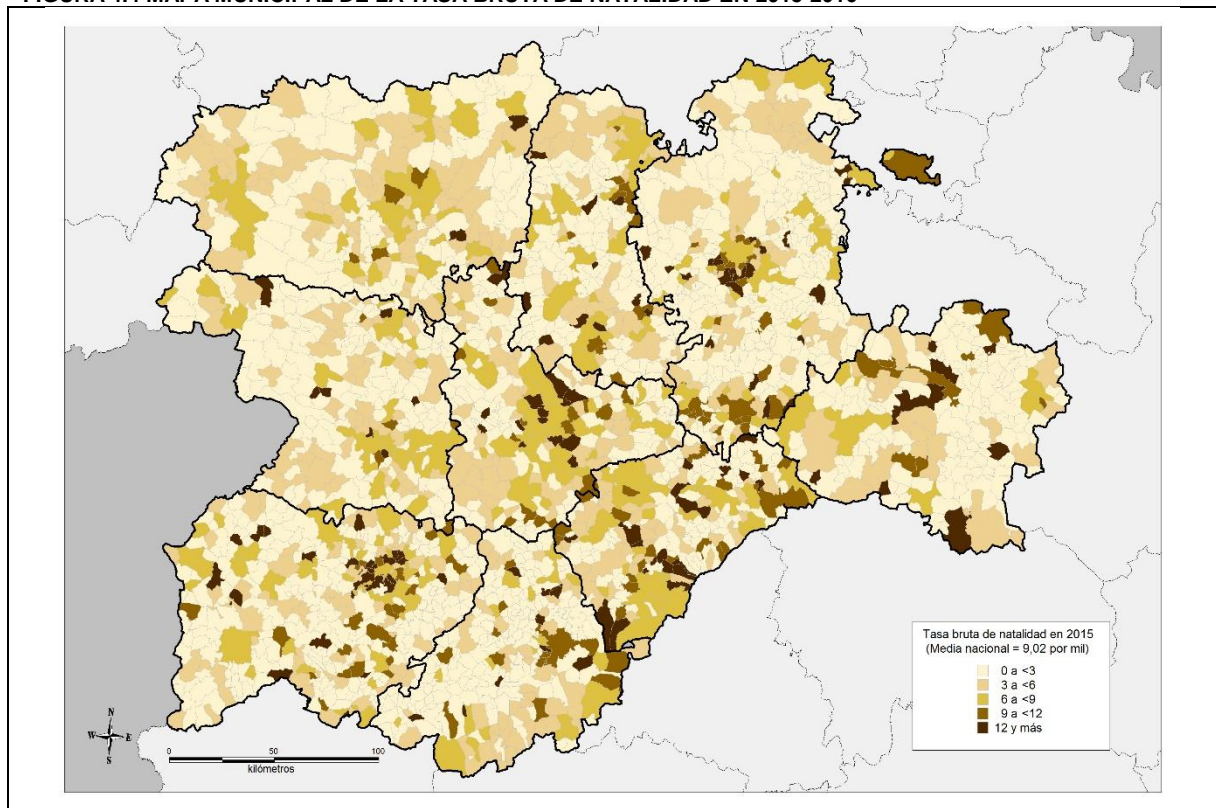 Tasa bruta de natalidad en 2015
(Media nacional = 9,02 por mil)
0 a <3
3 a <6
6 a <9
9 a <12
12 y más
N
W E
S
0 50 100
kilómetros